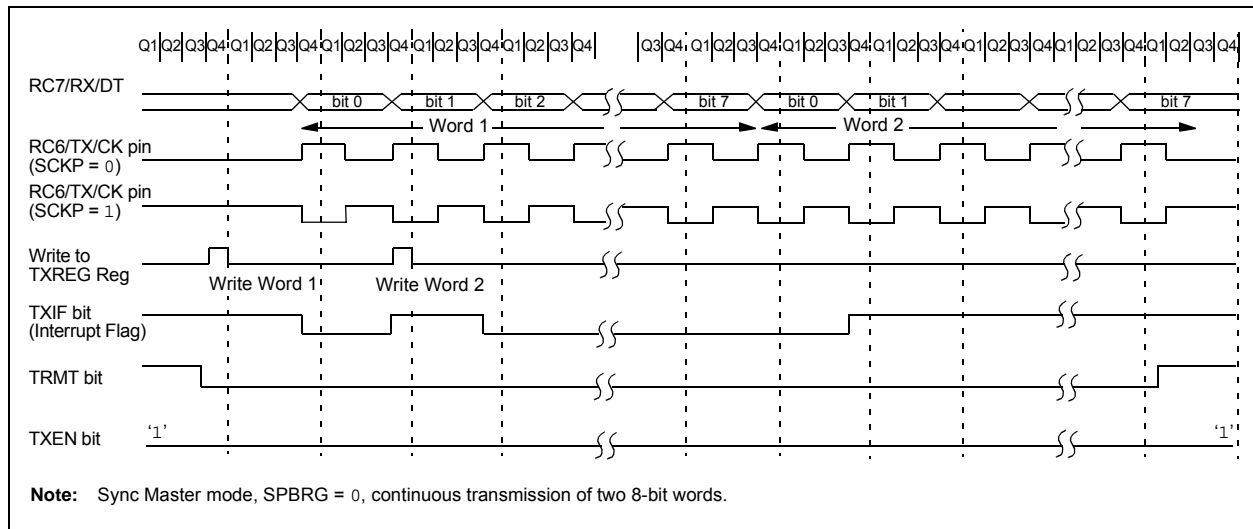 Q1 Q2 Q3 Q4 Q1 Q2 Q3 Q4 Q1 Q2 Q3 Q4 Q1 Q2 Q3 Q4 Q1 Q2 Q3 Q4 Q3 Q4 Q1 Q2 Q3 Q4 Q1 Q2 Q3 Q4 Q1 Q2 Q3 Q4 Q1 Q2 Q3 Q4 Q1 Q2 Q3 Q4 Q1 Q2 Q3 Q4
RC7/RX/DT
bit 0 bit 1 bit 2 bit 7 bit 0 bit 1 bit 7
Word 1 Word 2
RC6/TX/CK pin
(SCKP = 0)
RC6/TX/CK pin
(SCKP = 1)
Write to
TXREG Reg
Write Word 1 Write Word 2
TXIF bit
(Interrupt Flag)
TRMT bit
TXEN bit
‘1’ ‘1’
Note: Sync Master mode, SPBRG = 0, continuous transmission of two 8-bit words.